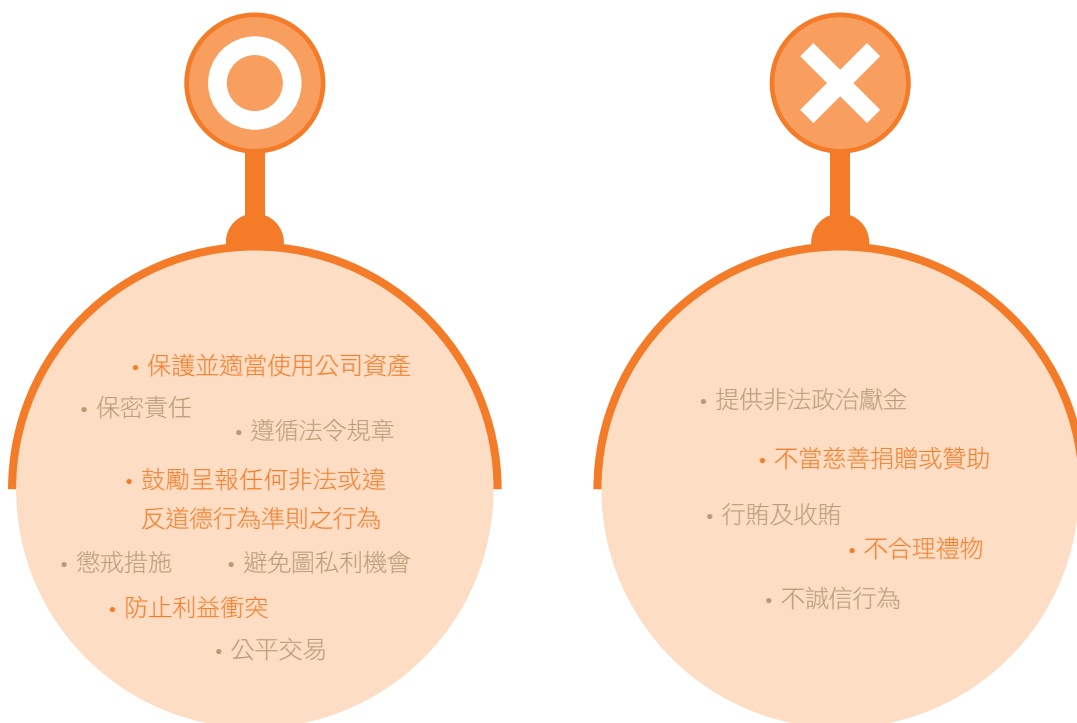 • 保護並適當使用公司資產
• 保密責任
• 遵循法令規章
• 鼓勵呈報任何非法或違
反道德行為準則之行為
• 懲戒措施
• 避免圖私利機會
• 防止利益衝突
• 公平交易
• 提供非法政治獻金
• 不當慈善捐贈或贊助
• 行賄及收賄
• 不合理禮物
• 不誠信行為